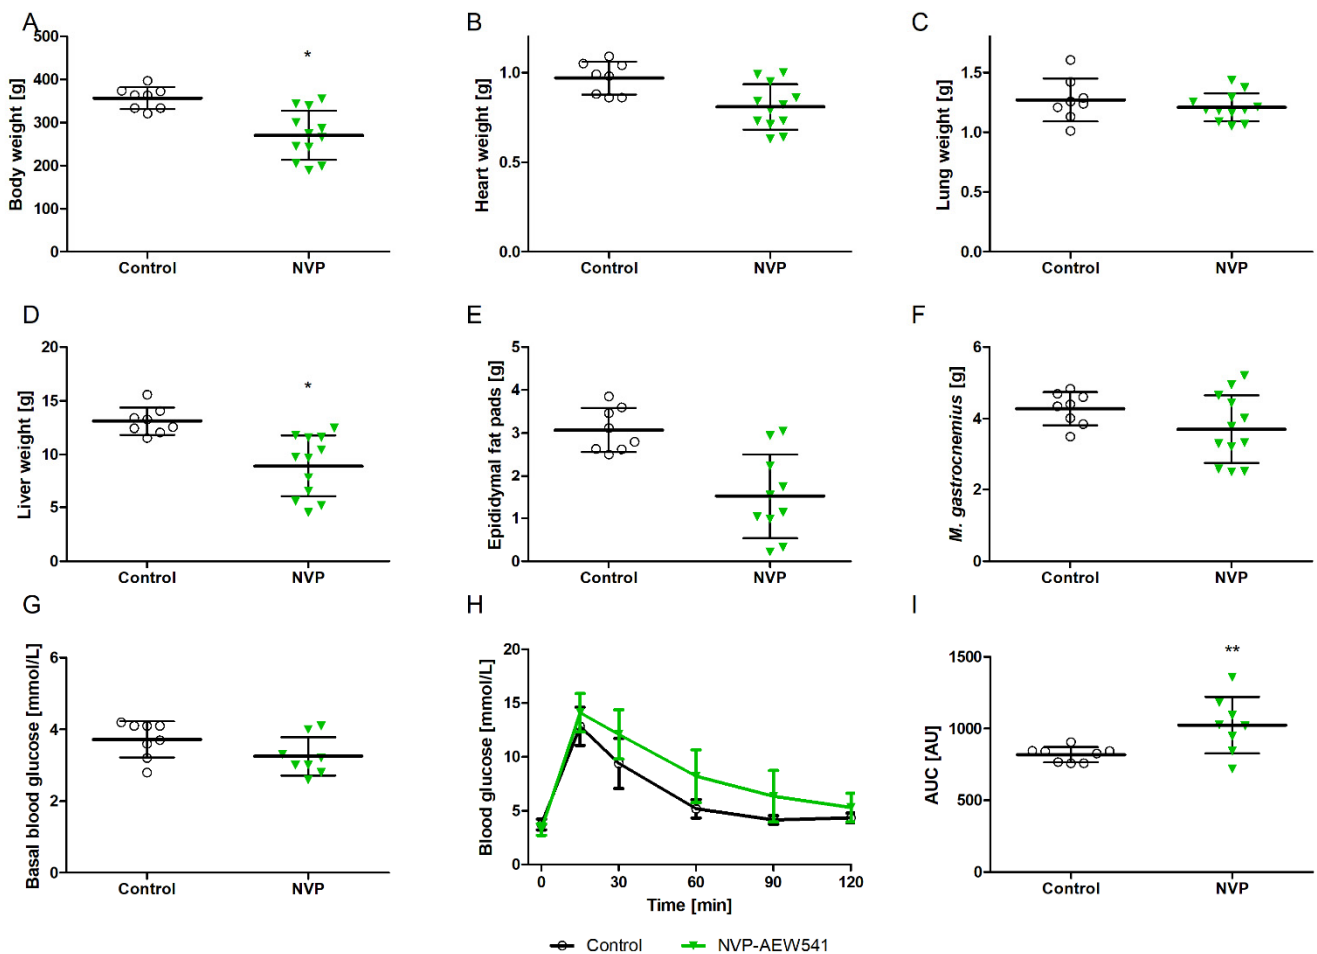 A
Body weight [g]
500
400
300
200
100
0
*
Control
NVP
B
Heart weight [g]
1.0
0.5
0.0
Control
NVP
C
Lung weight [g]
1.5
1.0
0.5
0.0
Control
NVP
D
Liver weight [g]
20
15
10
5
0
*
Control
NVP
E
Epididymal fat pads [g]
5
4
3
2
1
0
Control
NVP
F
M. gastrocnemius [g]
6
4
2
0
Control
NVP
G
Basal blood glucose [mmol/L]
6
4
2
0
Control
NVP
H
Blood glucose [mmol/L]
20
15
10
5
0
0
30
60
90
120
Time [min]
I
AUC [AU]
1500
1000
500
0
**
Control
NVP
Control
NVP-AEW541